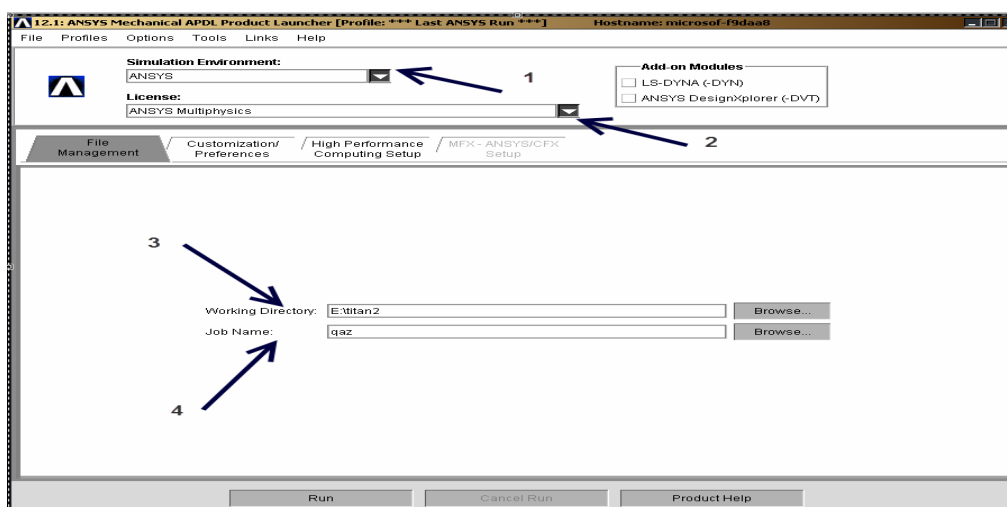 12.1: ANSYS Mechanical APDL Product Launcher [Profile: *** Last ANSYS Run ***] Hostname: microsof-f9daa8
File Profiles Options Tools Links Help
Simulation Environment:
ANSYS
1
Add-on Modules
LS-DYNA (-DYN)
ANSYS DesignXplorer (-DVT)
License:
ANSYS Multiphysics
2
File Management
Customization/ Preferences
High Performance Computing Setup
MFX - ANSYS/CFX Setup
3
Working Directory: E:\titan2 Browse...
Job Name: qaz Browse...
4
Run Cancel Run Product Help